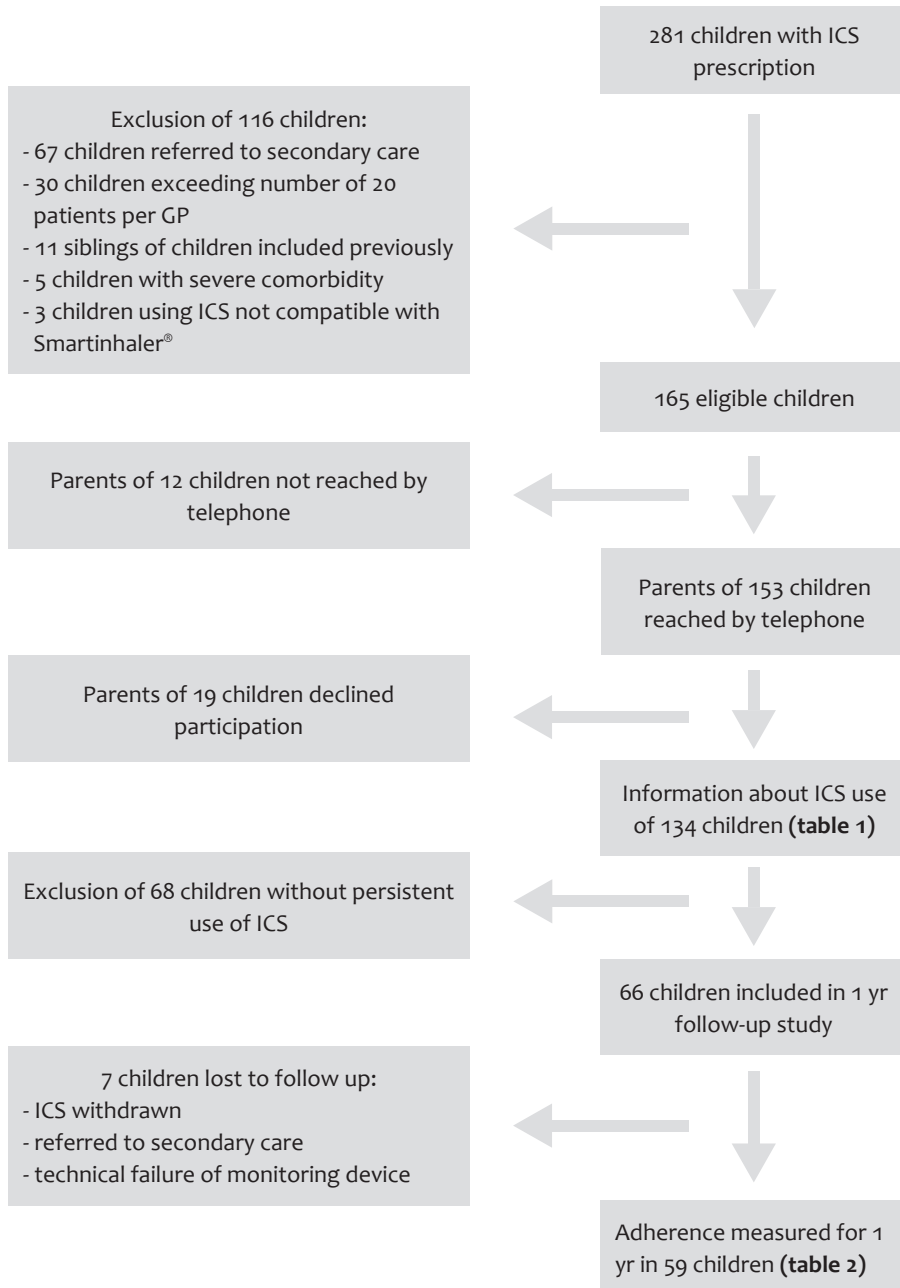 281 children with ICS
prescription
Exclusion of 116 children:
- 67 children referred to secondary care
- 30 children exceeding number of 20
patients per GP
- 11 siblings of children included previously
- 5 children with severe comorbidity
- 3 children using ICS not compatible with
Smartinhaler®
165 eligible children
Parents of 12 children not reached by
telephone
Parents of 153 children
reached by telephone
Parents of 19 children declined
participation
Information about ICS use
of 134 children (table 1)
Exclusion of 68 children without persistent
use of ICS
66 children included in 1 yr
follow-up study
7 children lost to follow up:
- ICS withdrawn
- referred to secondary care
- technical failure of monitoring device
Adherence measured for 1
yr in 59 children (table 2)